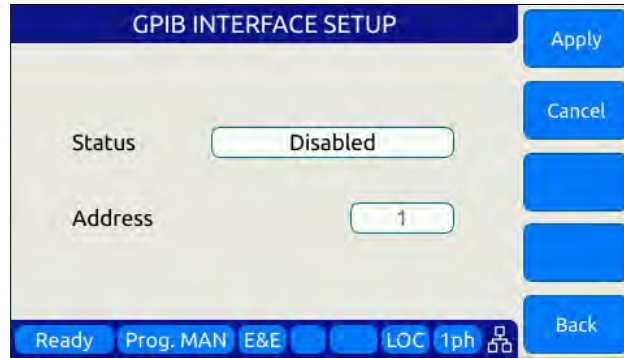 GPIB INTERFACE SETUP
Apply
Cancel
Status Disabled
Address 1
Back
Ready Prog. MAN E&E LOC 1ph